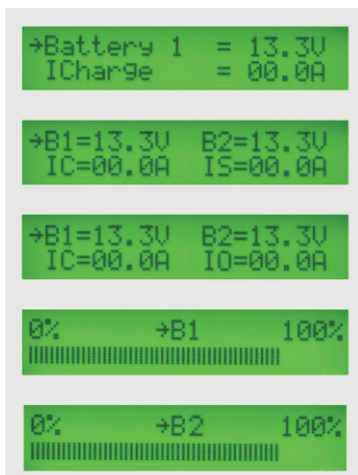 →Battery 1 = 13.3V
ICharge = 00.0A
→B1=13.3V B2=13.3V
IC=00.0A IS=00.0A
→B1=13.3V B2=13.3V
IC=00.0A IO=00.0A
0% →B1 100%
0% →B2 100%